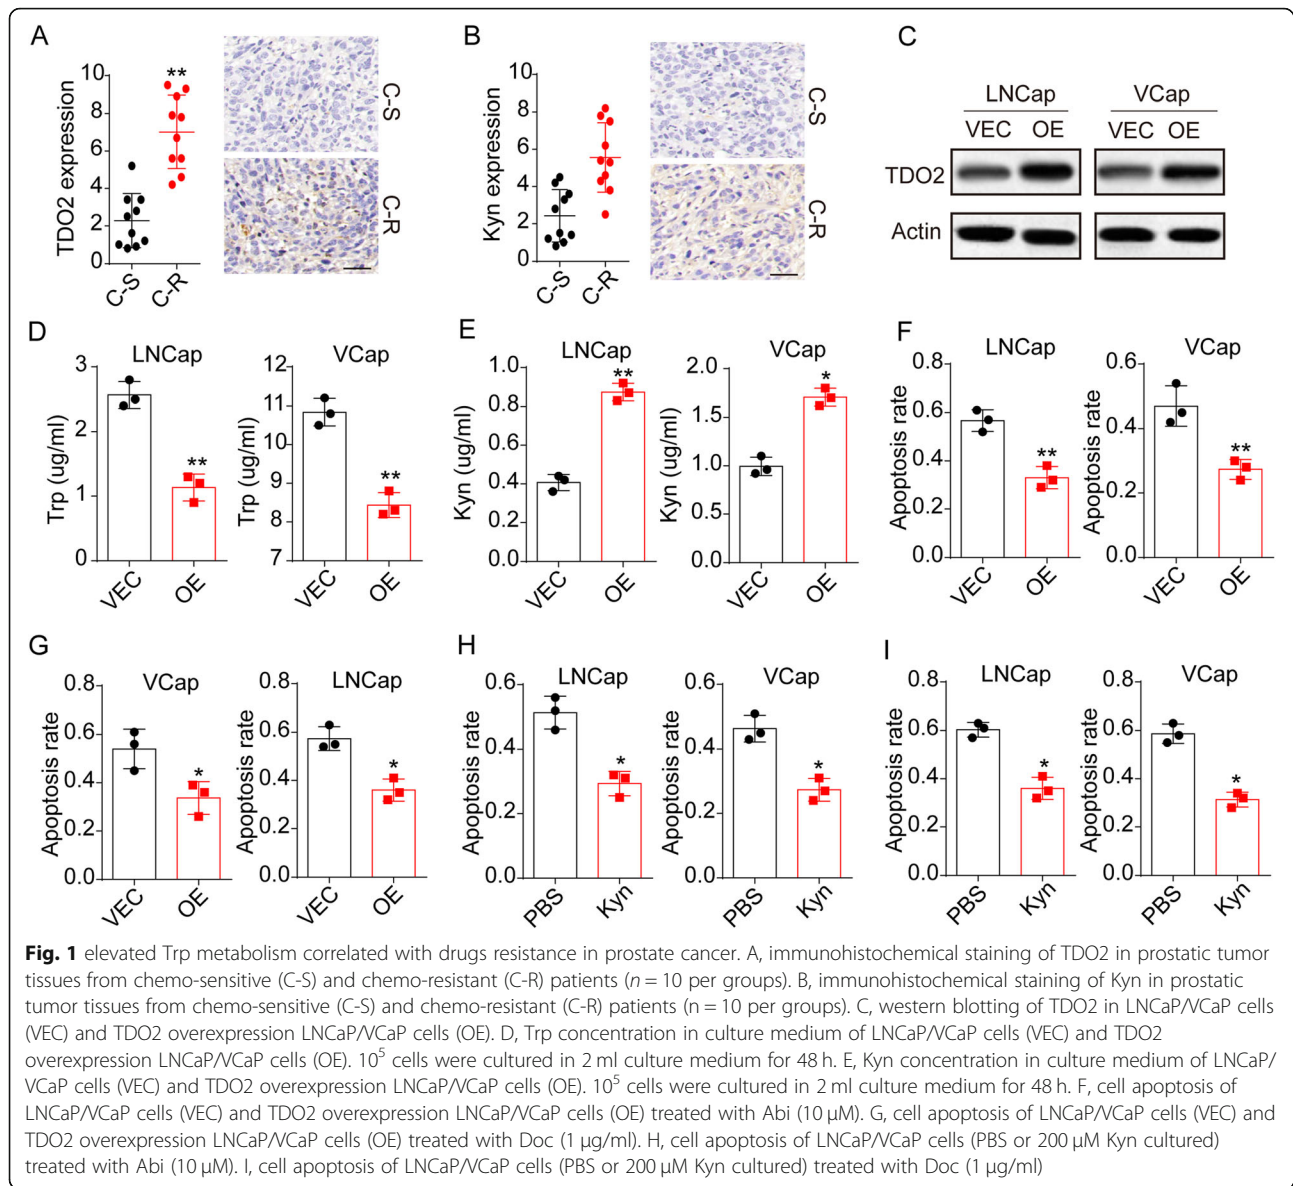 A
TDO2 expression
10
8
6
4
2
0
**
C-S
C-R
C-S
C-R
B
Kyn expression
10
8
6
4
2
0
C-S
C-R
C-S
C-R
C
LNCap
VCap
VEC OE
VEC OE
TDO2
Actin
D
LNCap
Trp (ug/ml)
3
2
1
0
**
VEC
OE
VCap
Trp (ug/ml)
12
11
10
9
8
7
**
VEC
OE
E
LNCap
Kyn (ug/ml)
1.0
0.8
0.6
0.4
0.2
0.0
**
VEC
OE
VCap
Kyn (ug/ml)
2.0
1.5
1.0
0.5
0.0
*
VEC
OE
F
LNCap
Apoptosis rate
0.8
0.6
0.4
0.2
0.0
**
VEC
OE
VCap
Apoptosis rate
0.6
0.4
0.2
0.0
**
VEC
OE
G
VCap
Apoptosis rate
0.8
0.6
0.4
0.2
0.0
*
VEC
OE
LNCap
Apoptosis rate
0.8
0.6
0.4
0.2
0.0
*
VEC
OE
H
LNCap
Apoptosis rate
0.6
0.4
0.2
0.0
*
PBS
Kyn
VCap
Apoptosis rate
0.6
0.4
0.2
0.0
*
PBS
Kyn
I
LNCap
Apoptosis rate
0.8
0.6
0.4
0.2
0.0
*
PBS
Kyn
VCap
Apoptosis rate
0.8
0.6
0.4
0.2
0.0
*
PBS
Kyn
Fig. 1 elevated Trp metabolism correlated with drugs resistance in prostate cancer. A, immunohistochemical staining of TDO2 in prostatic tumor
tissues from chemo-sensitive (C-S) and chemo-resistant (C-R) patients (n = 10 per groups). B, immunohistochemical staining of Kyn in prostatic
tumor tissues from chemo-sensitive (C-S) and chemo-resistant (C-R) patients (n = 10 per groups). C, western blotting of TDO2 in LNCaP/VCaP cells
(VEC) and TDO2 overexpression LNCaP/VCaP cells (OE). D, Trp concentration in culture medium of LNCaP/VCaP cells (VEC) and TDO2
overexpression LNCaP/VCaP cells (OE). 10⁵ cells were cultured in 2 ml culture medium for 48 h. E, Kyn concentration in culture medium of LNCaP/
VCaP cells (VEC) and TDO2 overexpression LNCaP/VCaP cells (OE). 10⁵ cells were cultured in 2 ml culture medium for 48 h. F, cell apoptosis of
LNCaP/VCaP cells (VEC) and TDO2 overexpression LNCaP/VCaP cells (OE) treated with Abi (10 μM). G, cell apoptosis of LNCaP/VCaP cells (VEC) and
TDO2 overexpression LNCaP/VCaP cells (OE) treated with Doc (1 μg/ml). H, cell apoptosis of LNCaP/VCaP cells (PBS or 200 μM Kyn cultured)
treated with Abi (10 μM). I, cell apoptosis of LNCaP/VCaP cells (PBS or 200 μM Kyn cultured) treated with Doc (1 μg/ml)